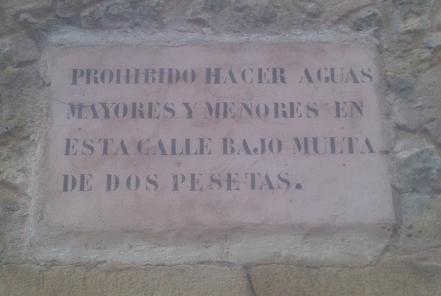 PROHIBIDO HACER AGUAS
MAYORES Y MENORES EN
ESTA CALLE BAJO MULTA
DE DOS PESETAS.